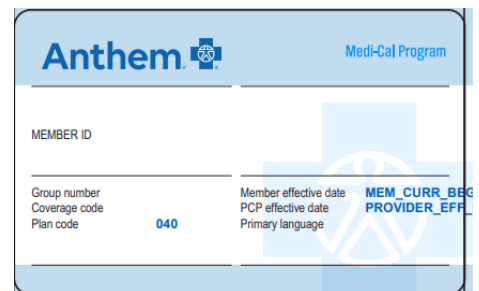 Anthem.
Medi-Cal Program
MEMBER ID
Group number
Coverage code
Plan code 040
Member effective date MEM_CURR_BEG
PCP effective date PROVIDER_EFF_
Primary language